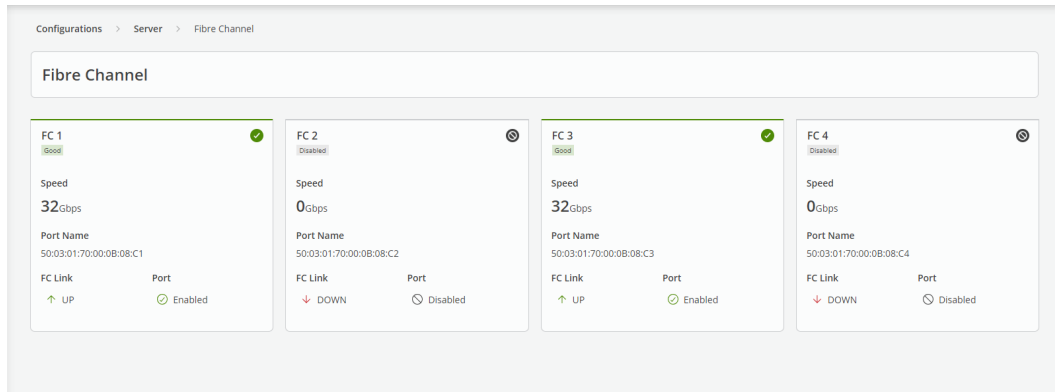 Configurations > Server > Fibre Channel
Fibre Channel
FC 1
Good
Speed
32Gbps
Port Name
50:03:01:70:00:0B:08:C1
FC Link Port
UP Enabled
FC 2
Disabled
Speed
0Gbps
Port Name
50:03:01:70:00:0B:08:C2
FC Link Port
DOWN Disabled
FC 3
Good
Speed
32Gbps
Port Name
50:03:01:70:00:0B:08:C3
FC Link Port
UP Enabled
FC 4
Disabled
Speed
0Gbps
Port Name
50:03:01:70:00:0B:08:C4
FC Link Port
DOWN Disabled